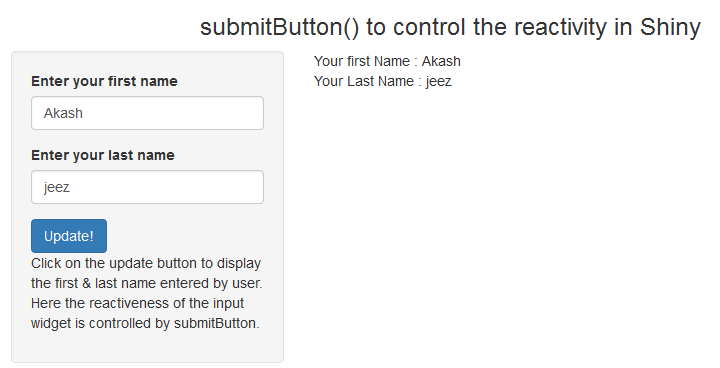 submitButton() to control the reactivity in Shiny
Enter your first name
Akash
Enter your last name
jeez
Update!
Click on the update button to display
the first & last name entered by user.
Here the reactiveness of the input
widget is controlled by submitButton.
Your first Name : Akash
Your Last Name : jeez